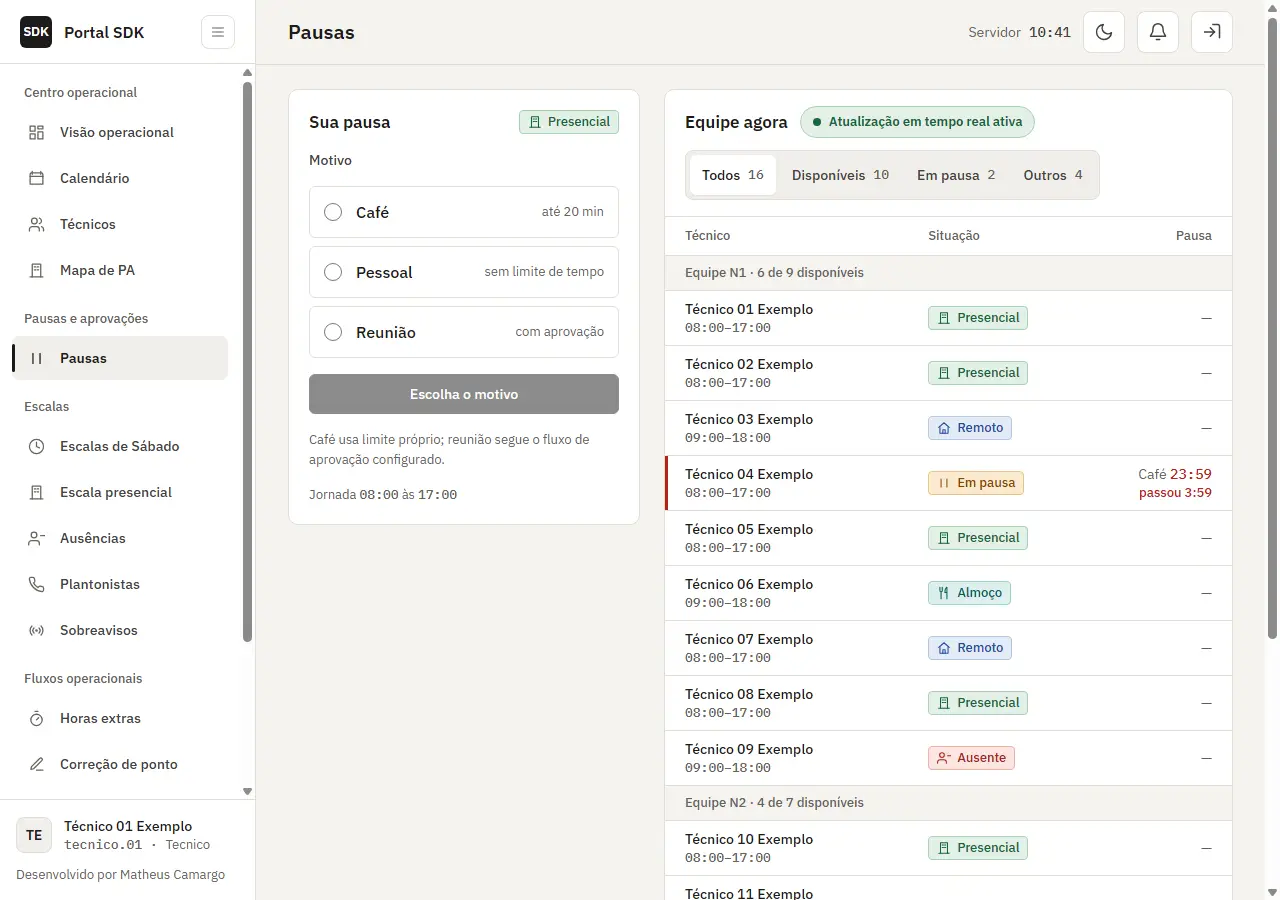 SDK Portal SDK
Centro operacional
Visão operacional
Calendário
Técnicos
Mapa de PA
Pausas e aprovações
Pausas
Escalas
Escalas de Sábado
Escala presencial
Ausências
Plantonistas
Sobreavisos
Fluxos operacionais
Horas extras
Correção de ponto
TE
Técnico 01 Exemplo
tecnico.01 · Tecnico
Desenvolvido por Matheus Camargo
Pausas
Servidor 10:41
Sua pausa
Presencial
Motivo
Café até 20 min
Pessoal sem limite de tempo
Reunião com aprovação
Escolha o motivo
Café usa limite próprio; reunião segue o fluxo de
aprovação configurado.
Jornada 08:00 às 17:00
Equipe agora
Atualização em tempo real ativa
Todos 16 Disponíveis 10 Em pausa 2 Outros 4
Técnico Situação Pausa
Equipe N1 · 6 de 9 disponíveis
Técnico 01 Exemplo
08:00–17:00
Presencial
—
Técnico 02 Exemplo
08:00–17:00
Presencial
—
Técnico 03 Exemplo
09:00–18:00
Remoto
—
Técnico 04 Exemplo
08:00–17:00
Em pausa
Café 23:59
passou 3:59
Técnico 05 Exemplo
08:00–17:00
Presencial
—
Técnico 06 Exemplo
09:00–18:00
Almoço
—
Técnico 07 Exemplo
08:00–17:00
Remoto
—
Técnico 08 Exemplo
08:00–17:00
Presencial
—
Técnico 09 Exemplo
09:00–18:00
Ausente
—
Equipe N2 · 4 de 7 disponíveis
Técnico 10 Exemplo
08:00–17:00
Presencial
—
Técnico 11 Exemplo